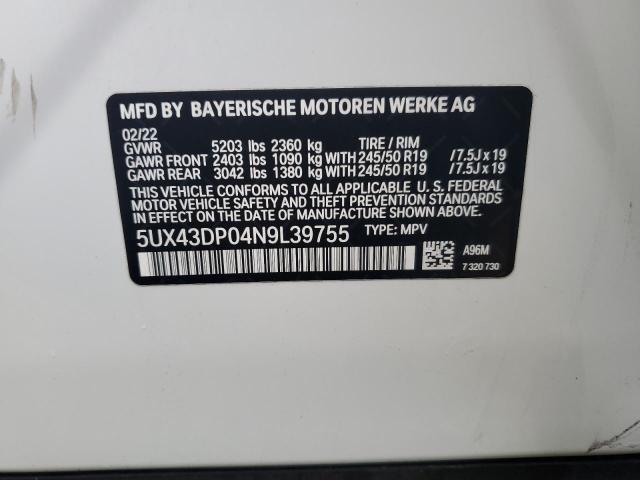 MFD BY BAYERISCHE MOTOREN WERKE AG
02/22
GVWR 5203 lbs 2360 kg TIRE / RIM
GAWR FRONT 2403 lbs 1090 kg WITH 245/50 R19 /7.5J x 19
GAWR REAR 3042 lbs 1380 kg WITH 245/50 R19 /7.5J x 19
THIS VEHICLE CONFORMS TO ALL APPLICABLE U. S. FEDERAL
MOTOR VEHICLE SAFETY AND THEFT PREVENTION STANDARDS
IN EFFECT ON THE DATE OF MANUFACTURE SHOWN ABOVE.
5UX43DP04N9L39755 TYPE: MPV
A96M
7 320 730